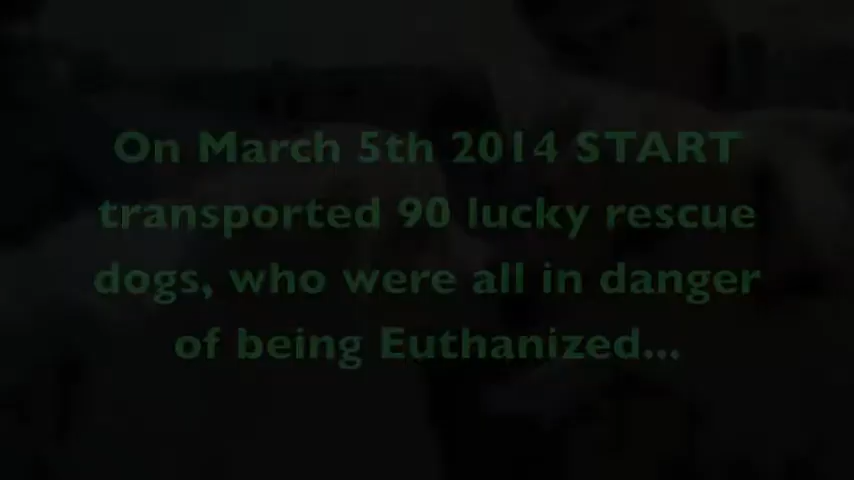 On March 5th 2014 START
transported 90 lucky rescue
dogs, who were all in danger
of being Euthanized...